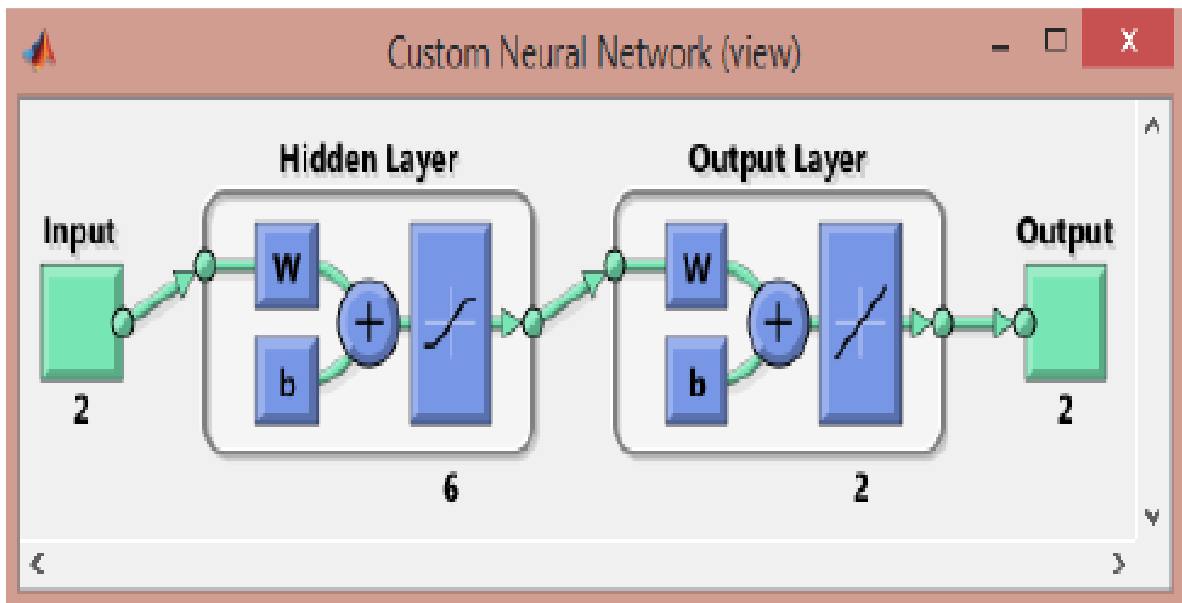 Custom Neural Network (view)
Hidden Layer
Output Layer
Input
Output
W
b
+
W
b
+
2
6
2
2